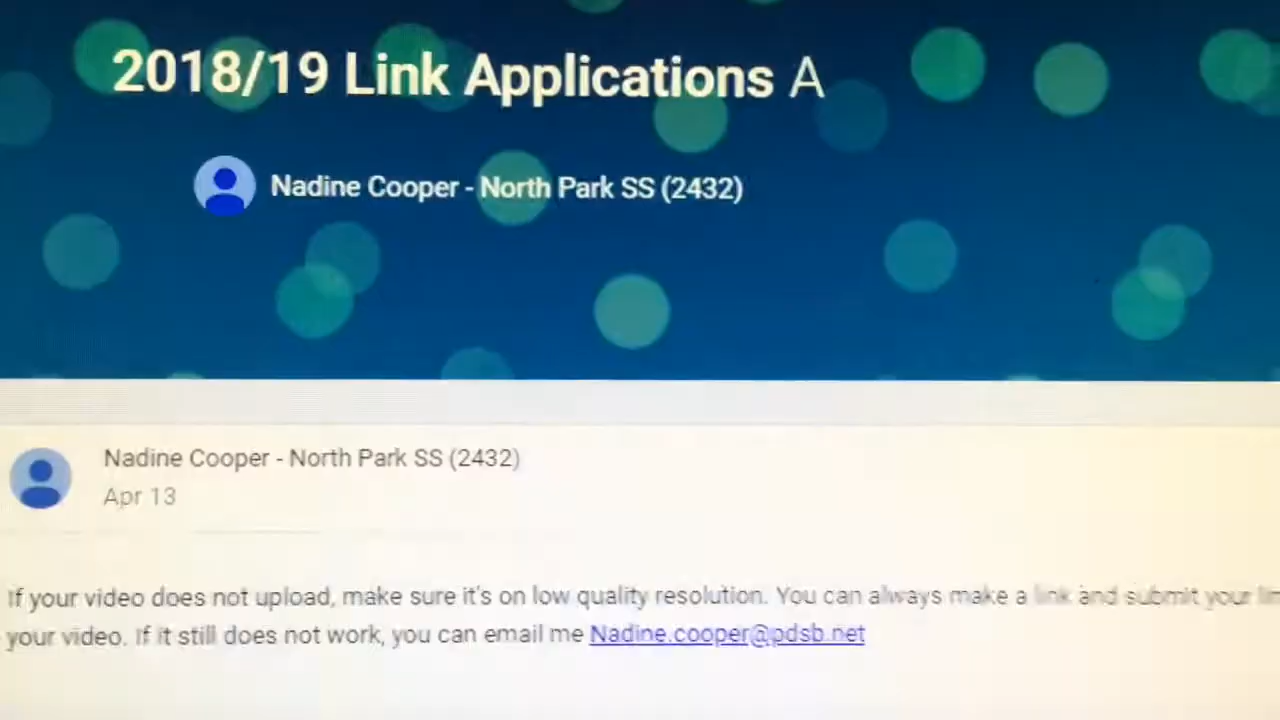 2018/19 Link Applications A
Nadine Cooper - North Park SS (2432)
Nadine Cooper - North Park SS (2432)
Apr 13
If your video does not upload, make sure it's on low quality resolution. You can always make a link and submit your
your video. If it still does not work, you can email me Nadine.cooper@pdsb.net